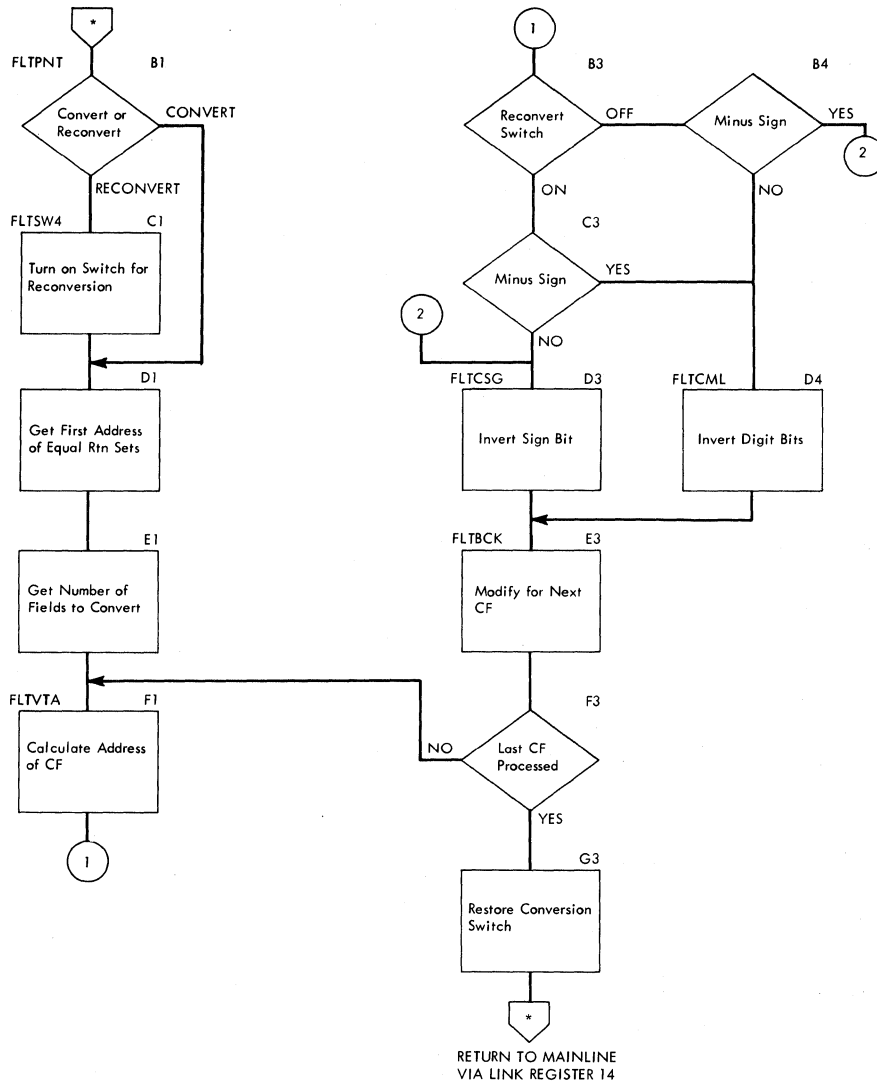 *
FLTPNT
B1
Convert or
Reconvert
CONVERT
RECONVERT
FLTSW4
C1
Turn on Switch for
Reconversion
D1
Get First Address
of Equal Rtn Sets
E1
Get Number of
Fields to Convert
FLTVTA
F1
Calculate Address
of CF
1
1
B3
Reconvert
Switch
OFF
ON
B4
Minus Sign
YES
2
NO
C3
Minus Sign
YES
NO
2
FLTCSG
D3
Invert Sign Bit
FLTCML
D4
Invert Digit Bits
FLTBCK
E3
Modify for Next
CF
F3
Last CF
Processed
NO
YES
G3
Restore Conversion
Switch
*
RETURN TO MAINLINE
VIA LINK REGISTER 14